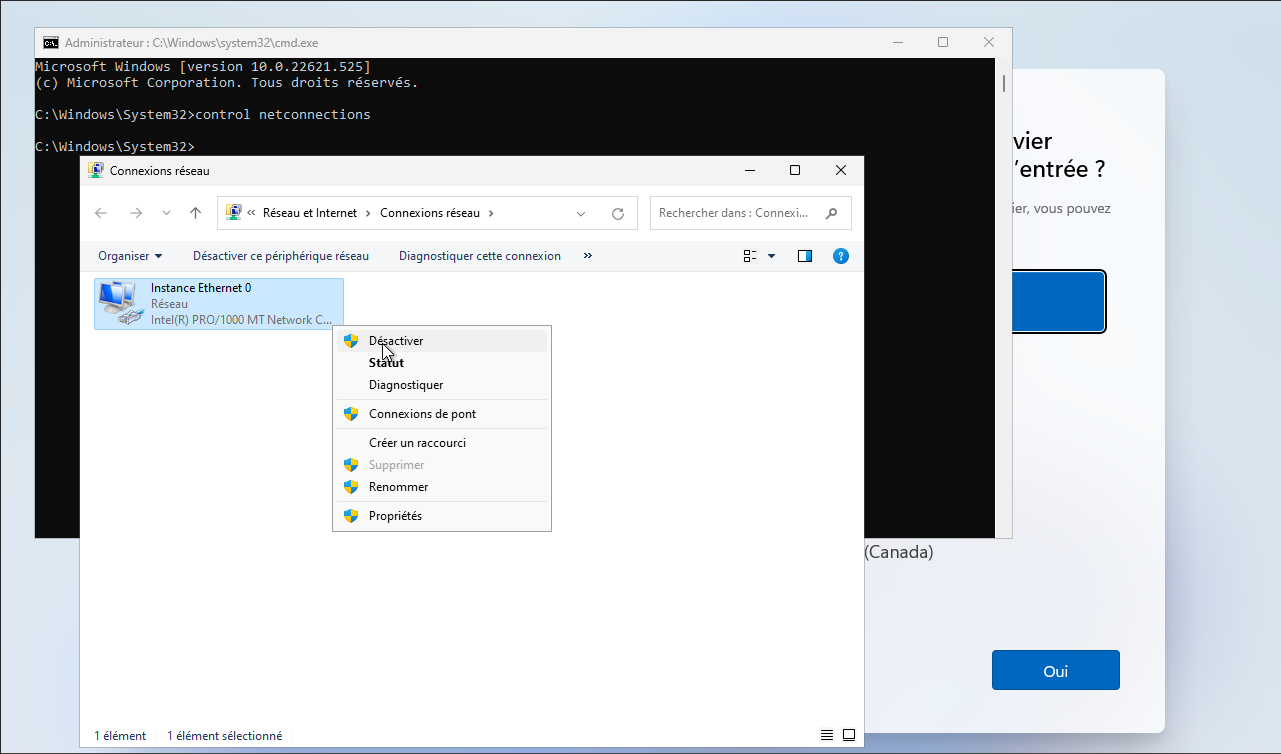 Administrateur : C:\Windows\system32\cmd.exe
Microsoft Windows [version 10.0.22621.525]
(c) Microsoft Corporation. Tous droits réservés.
C:\Windows\System32>control netconnections
C:\Windows\System32>
Connexions réseau
« Réseau et Internet › Connexions réseau ›
Rechercher dans : Connexi...
Organiser Désactiver ce périphérique réseau Diagnostiquer cette connexion »
Instance Ethernet 0
Réseau
Intel(R) PRO/1000 MT Network C...
Désactiver
Statut
Diagnostiquer
Connexions de pont
Créer un raccourci
Supprimer
Renommer
Propriétés
1 élément 1 élément sélectionné
vier
’entrée ?
ier, vous pouvez
(Canada)
Oui